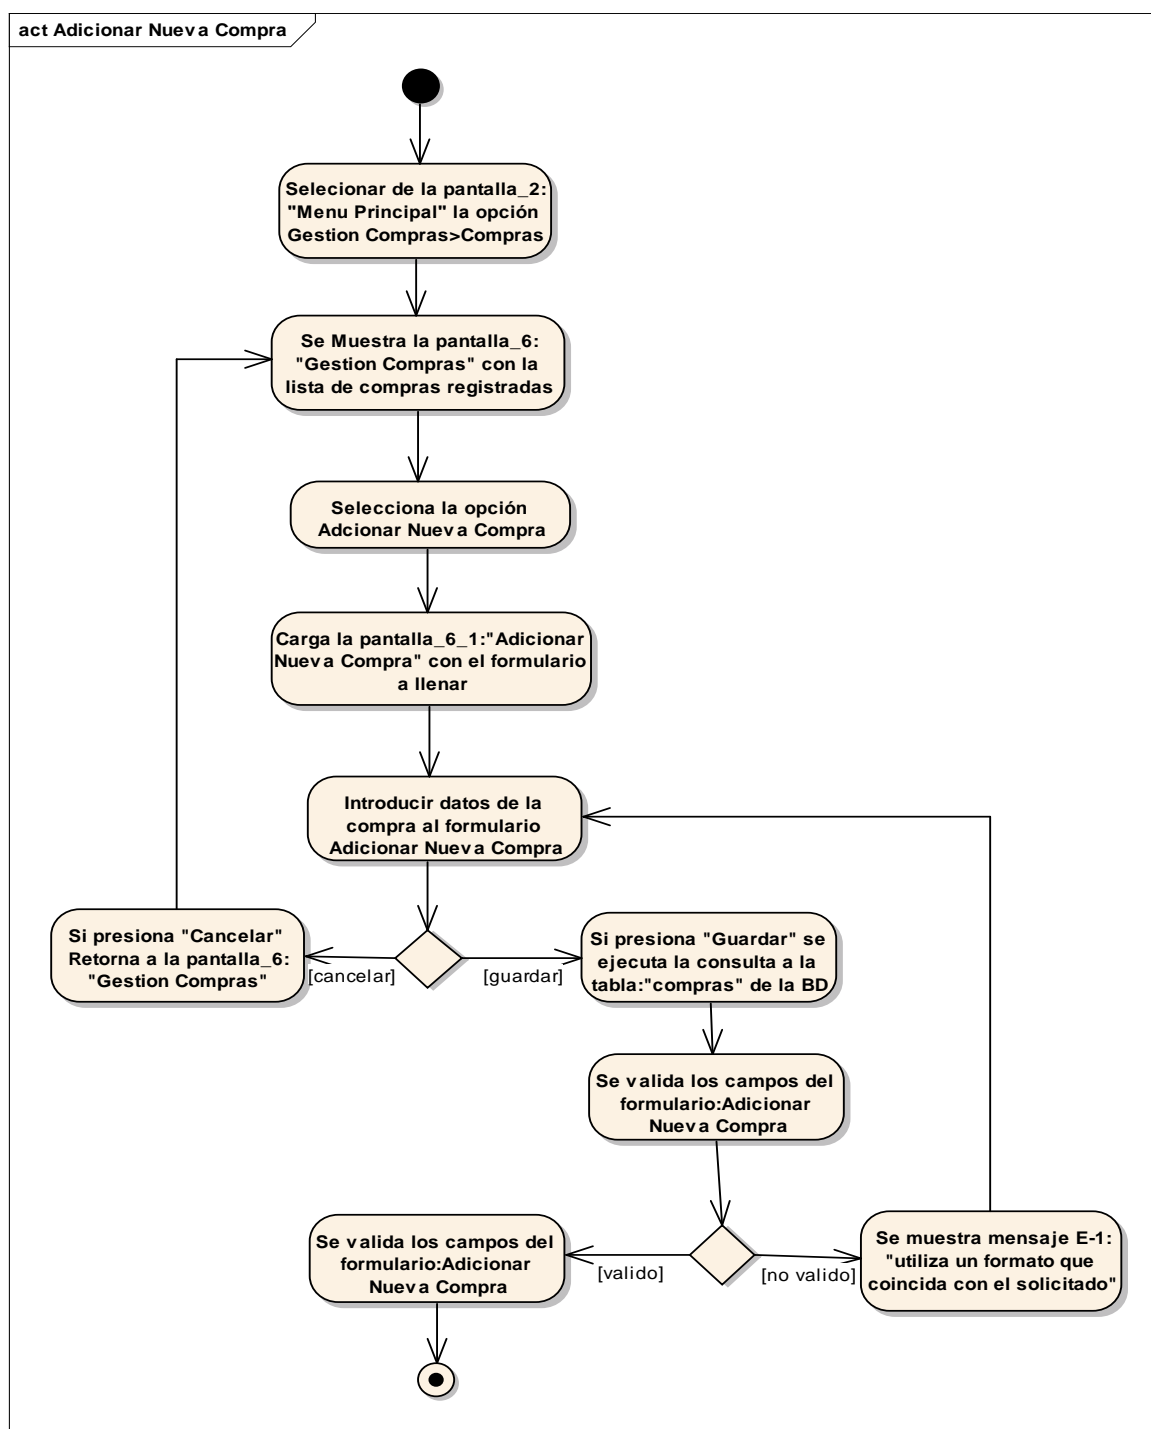 act Adicionar Nueva Compra
Selecionar de la pantalla_2:
"Menu Principal" la opción
Gestion Compras>Compras
Se Muestra la pantalla_6:
"Gestion Compras" con la
lista de compras registradas
Selecciona la opción
Adcionar Nueva Compra
Carga la pantalla_6_1:"Adicionar
Nueva Compra" con el formulario
a llenar
Introducir datos de la
compra al formulario
Adicionar Nueva Compra
Si presiona "Cancelar"
Retorna a la pantalla_6:
"Gestion Compras"
[cancelar]
[guardar]
Si presiona "Guardar" se
ejecuta la consulta a la
tabla:"compras" de la BD
Se valida los campos del
formulario:Adicionar
Nueva Compra
Se valida los campos del
formulario:Adicionar
Nueva Compra
[valido]
[no valido]
Se muestra mensaje E-1:
"utiliza un formato que
coincida con el solicitado"